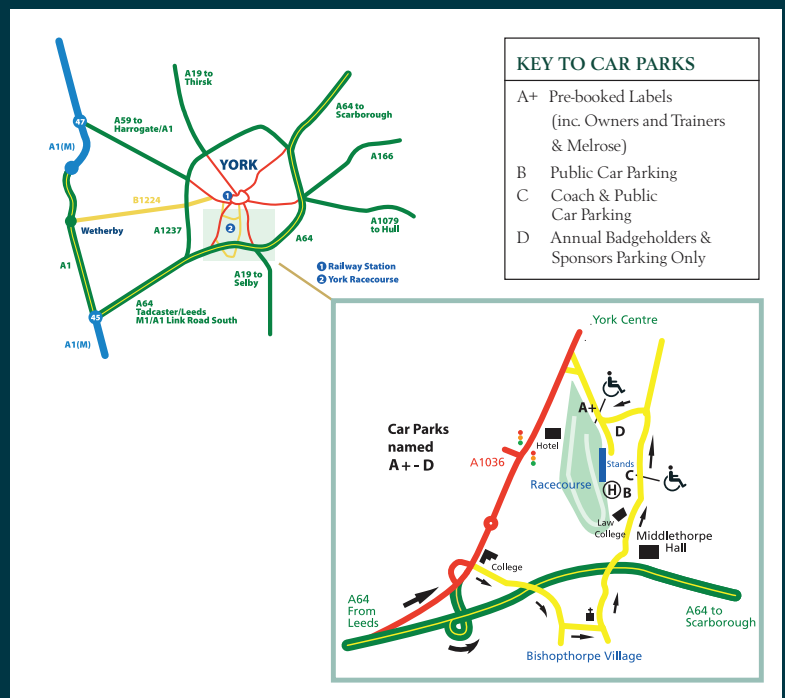 A19 to
Thirsk
A64 to
Scarborough
A59 to
Harrogate/A1
47
A1(M)
YORK
A166
B1224
1
Wetherby
A1237
2
A64
A1079
to Hull
A1
A19 to
Selby
1 Railway Station
2 York Racecourse
A64
Tadcaster/Leeds
M1/A1 Link Road South
45
A1(M)
KEY TO CAR PARKS
A+ Pre-booked Labels
(inc. Owners and Trainers
& Melrose)
B Public Car Parking
C Coach & Public
Car Parking
D Annual Badgeholders &
Sponsors Parking Only
York Centre
Car Parks
named
A + - D
A+
D
Hotel
A1036
Stands
Racecourse
C
H
B
Law
College
Middlethorpe
Hall
College
A64
From
Leeds
A64 to
Scarborough
Bishopthorpe Village